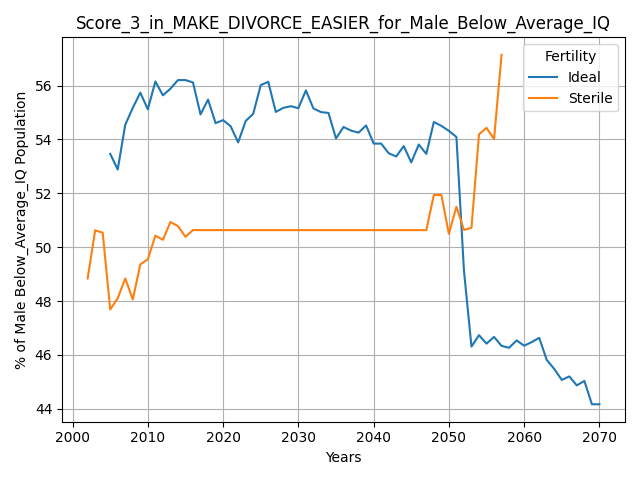 Score_3_in_MAKE_DIVORCE_EASIER_for_Male_Below_Average_IQ
% of Male Below_Average_IQ Population
56
54
52
50
48
46
44
Fertility
Ideal
Sterile
2000 2010 2020 2030 2040 2050 2060 2070
Years